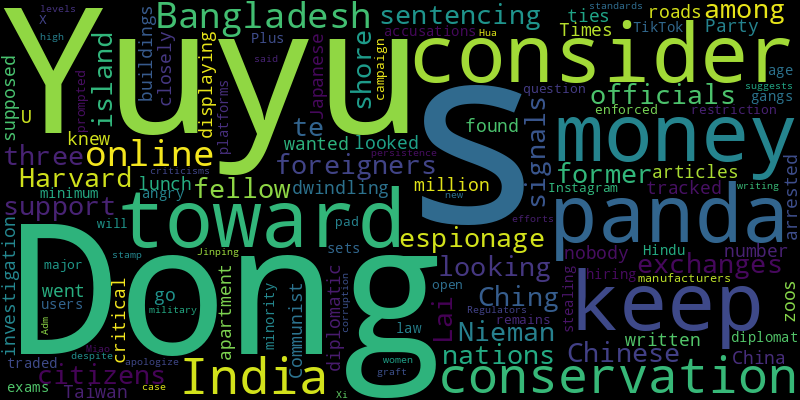 levels
X
high
supposed
U
island
buildings
Plus
closely
prompted
said
platforms
displaying
Bangladesh
Yuyu
accusations
Japanese
shore
campaign
sentencing
ties
Hua
consider
S
standards
among
roads
Times
TikTok
Party
age
suggests
gangs
question
officials
enforced
restriction
knew
three
online
te
wanted
looked
found
signals
money
persistence
Harvard
lunch
criticisms
angry
fellow
foreigners
dwindling
million
new
former
articles
Instagram
tracked
writing
arrested
support
minimum
will
toward
pad
sets
efforts
panda
espionage
nobody
Hindu
number
investigation
Dong
major
went
users
stamp
Jinping
go
military
critical
apartment
minority
Communist
diplomatic
corruption
open
law
looking
Lai
Ching
Regulators
Nieman
remains
nations
stealing
hiring
exchanges
manufacturers
keep
zoos
written
diplomat
Adm
Miao
despite
apologize
traded
citizens
exams
Taiwan
case
India
women
graft
Xi
Chinese
China
conservation